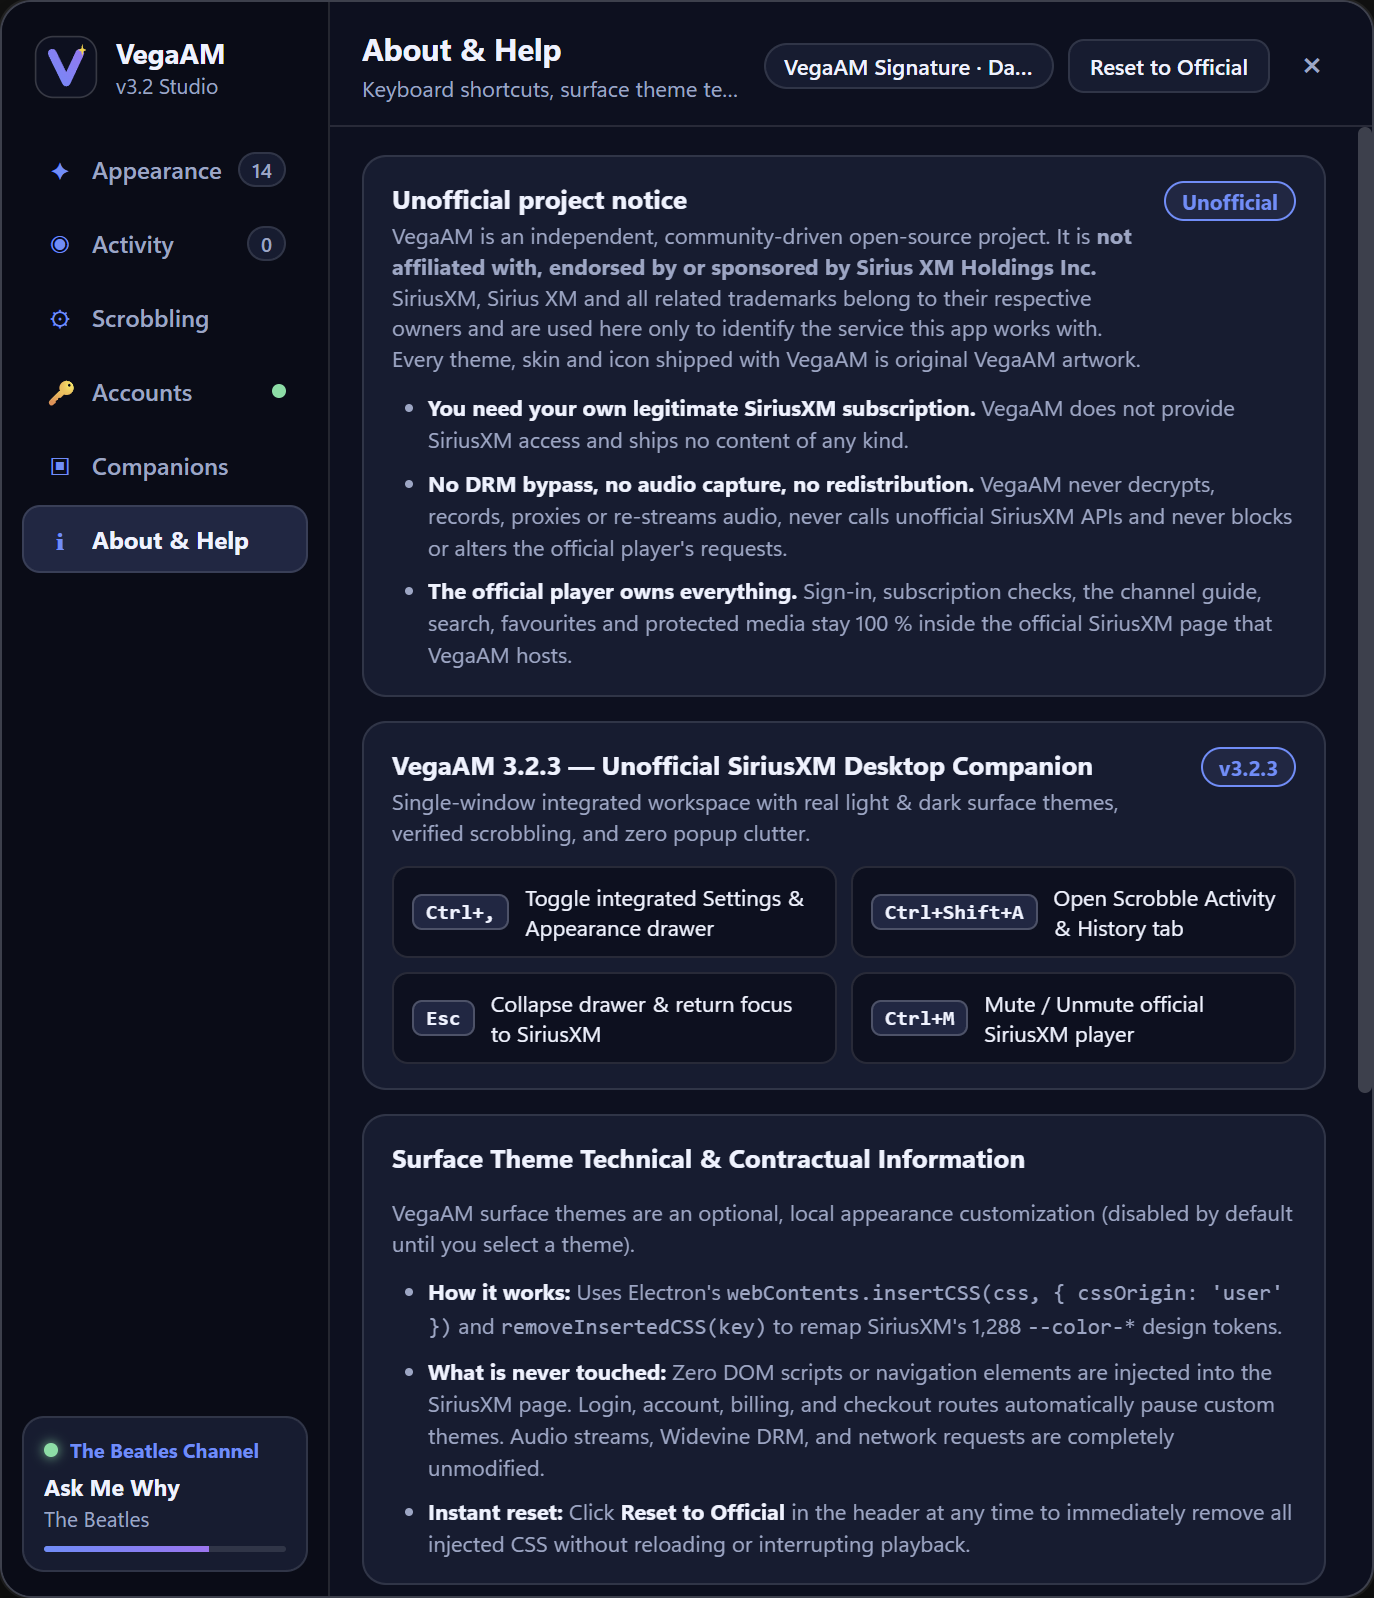 VegaAM
v3.2 Studio
Appearance
14
Activity
0
Scrobbling
Accounts
Companions
About & Help
The Beatles Channel
Ask Me Why
The Beatles
About & Help
Keyboard shortcuts, surface theme te...
VegaAM Signature · Da...
Reset to Official
Unofficial project notice
Unofficial
VegaAM is an independent, community-driven open-source project. It is not
affiliated with, endorsed by or sponsored by Sirius XM Holdings Inc.
SiriusXM, Sirius XM and all related trademarks belong to their respective
owners and are used here only to identify the service this app works with.
Every theme, skin and icon shipped with VegaAM is original VegaAM artwork.
• You need your own legitimate SiriusXM subscription. VegaAM does not provide
SiriusXM access and ships no content of any kind.
• No DRM bypass, no audio capture, no redistribution. VegaAM never decrypts,
records, proxies or re-streams audio, never calls unofficial SiriusXM APIs and never blocks
or alters the official player's requests.
• The official player owns everything. Sign-in, subscription checks, the channel guide,
search, favourites and protected media stay 100 % inside the official SiriusXM page that
VegaAM hosts.
VegaAM 3.2.3 — Unofficial SiriusXM Desktop Companion
v3.2.3
Single-window integrated workspace with real light & dark surface themes,
verified scrobbling, and zero popup clutter.
Ctrl+,
Toggle integrated Settings &
Appearance drawer
Ctrl+Shift+A
Open Scrobble Activity
& History tab
Esc
Collapse drawer & return focus
to SiriusXM
Ctrl+M
Mute / Unmute official
SiriusXM player
Surface Theme Technical & Contractual Information
VegaAM surface themes are an optional, local appearance customization (disabled by default
until you select a theme).
• How it works: Uses Electron's webContents.insertCSS(css, { cssOrigin: 'user'
}) and removeInsertedCSS(key) to remap SiriusXM's 1,288 --color-* design tokens.
• What is never touched: Zero DOM scripts or navigation elements are injected into the
SiriusXM page. Login, account, billing, and checkout routes automatically pause custom
themes. Audio streams, Widevine DRM, and network requests are completely
unmodified.
• Instant reset: Click Reset to Official in the header at any time to immediately remove all
injected CSS without reloading or interrupting playback.